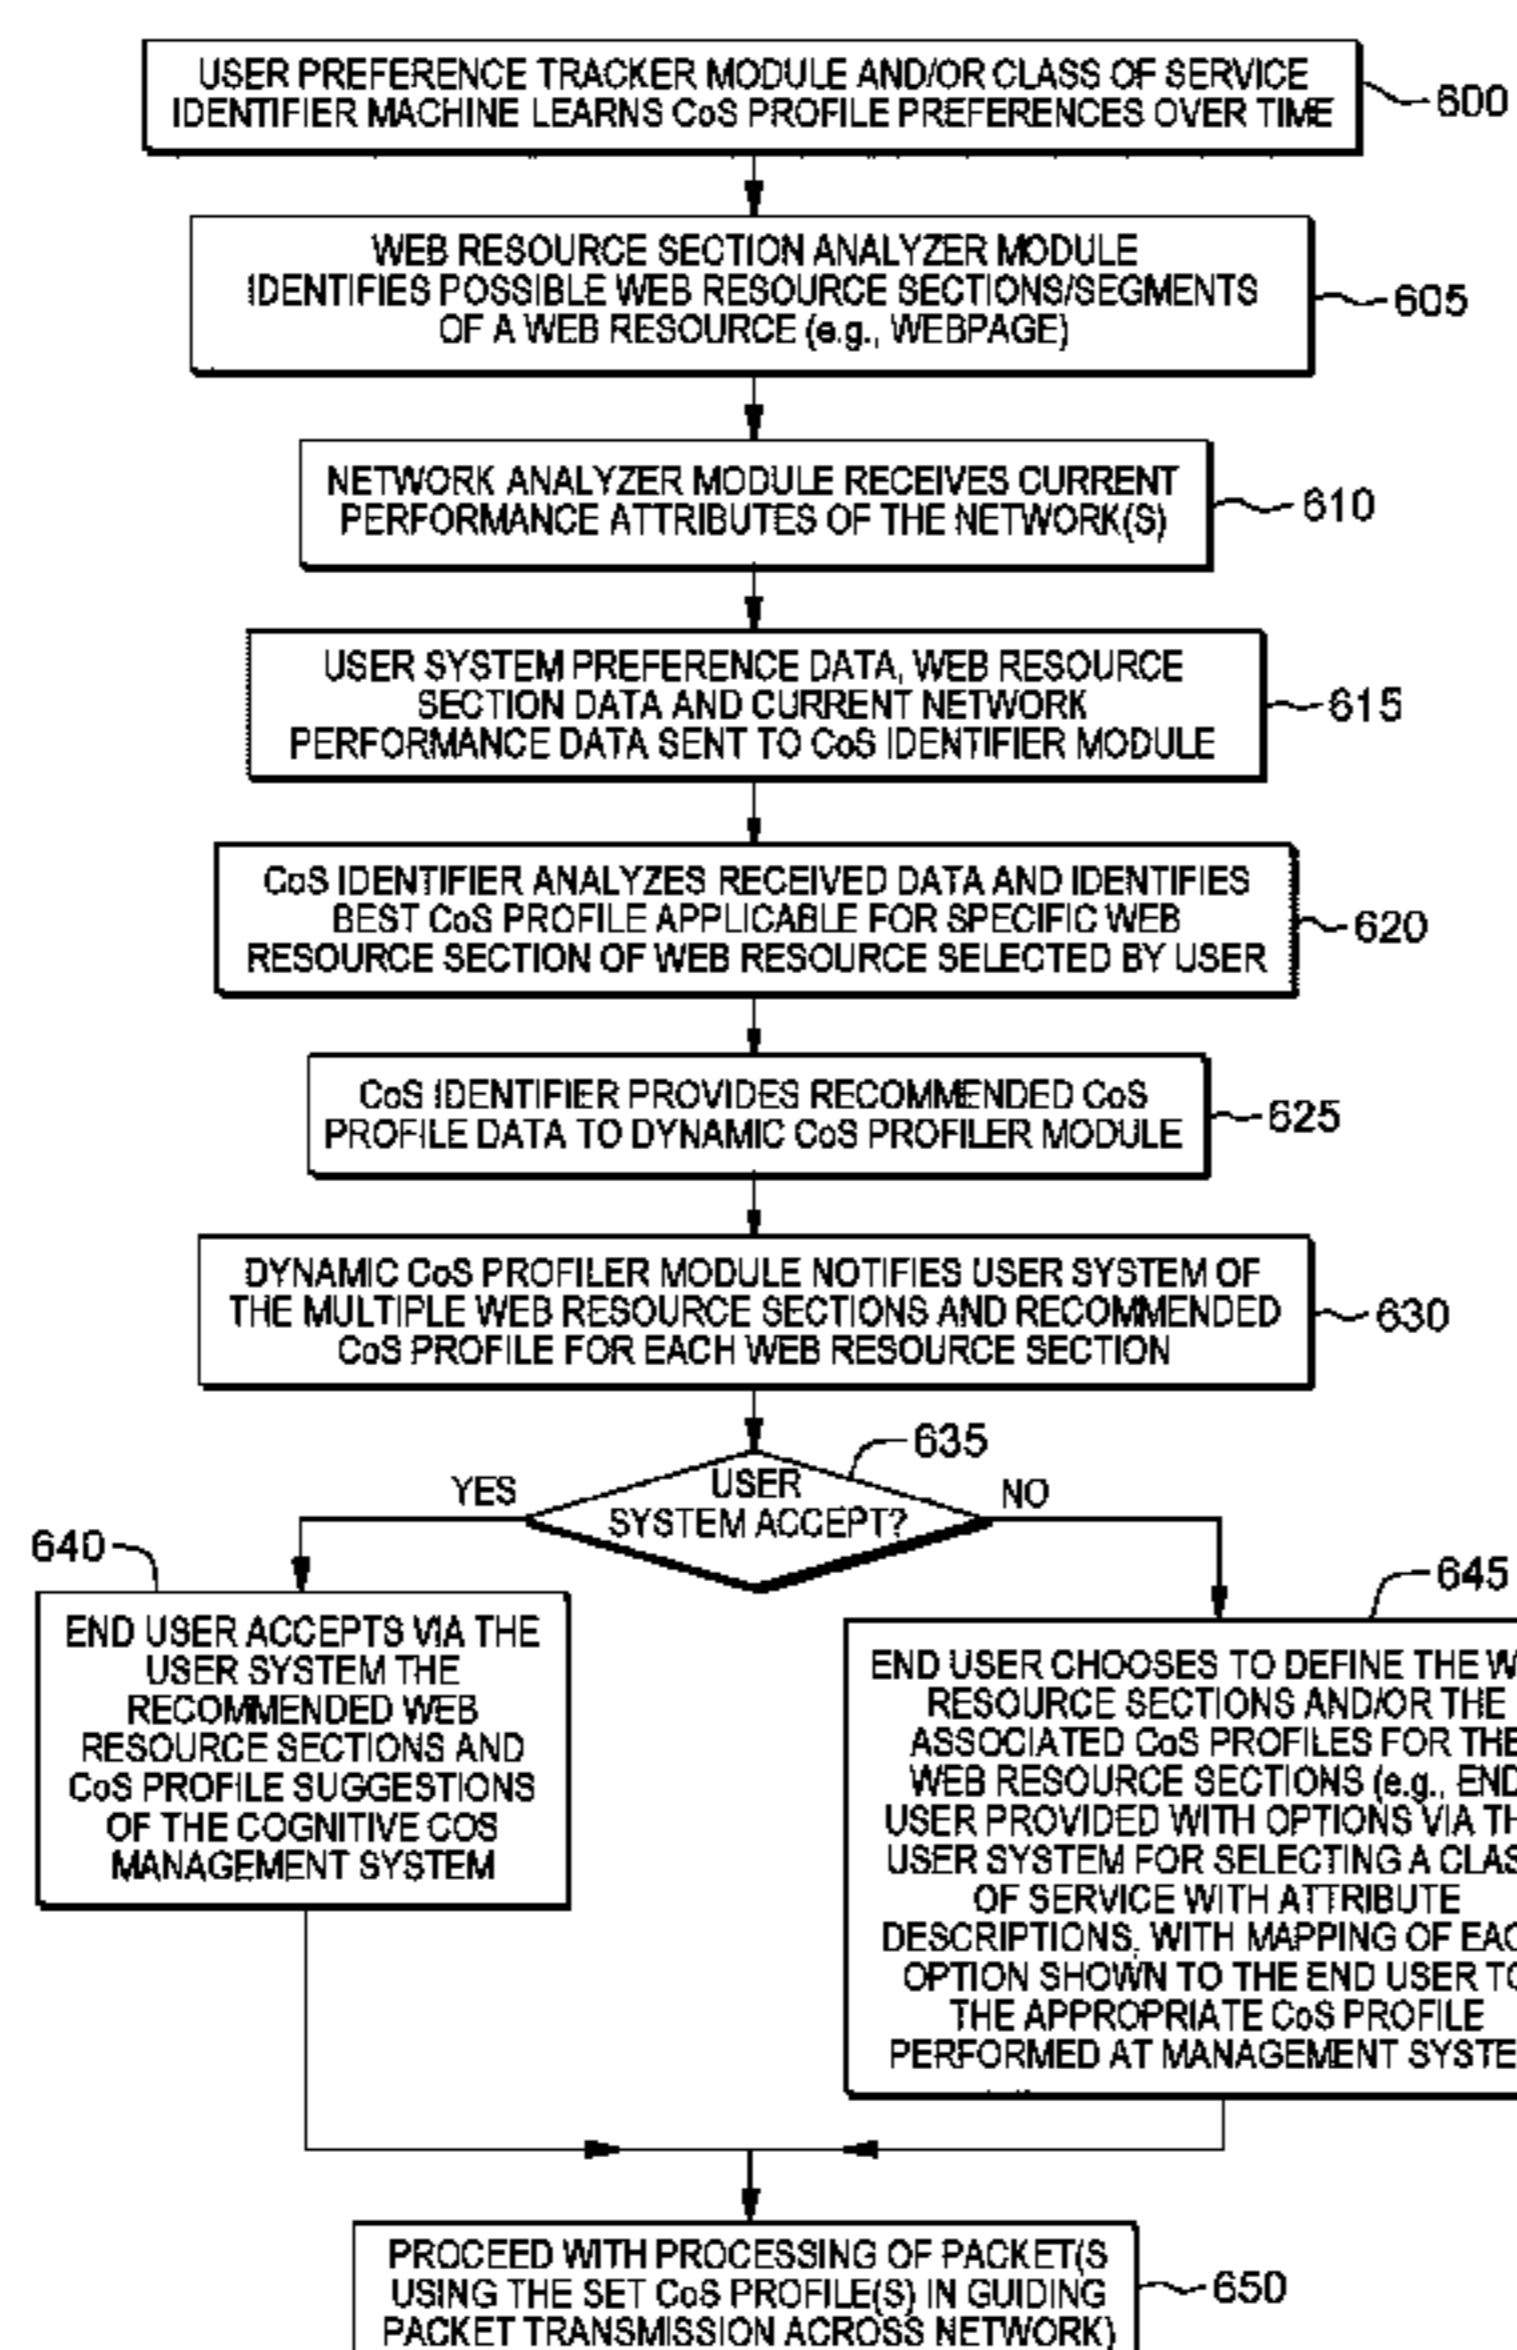 USER PREFERENCE TRACKER MODULE AND/OR CLASS OF SERVICE
IDENTIFIER MACHINE LEARNS CoS PROFILE PREFERENCES OVER TIME
600
WEB RESOURCE SECTION ANALYZER MODULE
IDENTIFIES POSSIBLE WEB RESOURCE SECTIONS/SEGMENTS
OF A WEB RESOURCE (e.g., WEBPAGE)
605
NETWORK ANALYZER MODULE RECEIVES CURRENT
PERFORMANCE ATTRIBUTES OF THE NETWORK(S)
610
USER SYSTEM PREFERENCE DATA, WEB RESOURCE
SECTION DATA AND CURRENT NETWORK
PERFORMANCE DATA SENT TO CoS IDENTIFIER MODULE
615
CoS IDENTIFIER ANALYZES RECEIVED DATA AND IDENTIFIES
BEST CoS PROFILE APPLICABLE FOR SPECIFIC WEB
RESOURCE SECTION OF WEB RESOURCE SELECTED BY USER
620
CoS IDENTIFIER PROVIDES RECOMMENDED CoS
PROFILE DATA TO DYNAMIC CoS PROFILER MODULE
625
DYNAMIC CoS PROFILER MODULE NOTIFIES USER SYSTEM OF
THE MULTIPLE WEB RESOURCE SECTIONS AND RECOMMENDED
CoS PROFILE FOR EACH WEB RESOURCE SECTION
630
635
USER
SYSTEM ACCEPT?
YES
NO
640
END USER ACCEPTS VIA THE
USER SYSTEM THE
RECOMMENDED WEB
RESOURCE SECTIONS AND
CoS PROFILE SUGGESTIONS
OF THE COGNITIVE COS
MANAGEMENT SYSTEM
645
END USER CHOOSES TO DEFINE THE
RESOURCE SECTIONS AND/OR THE
ASSOCIATED CoS PROFILES FOR THE
WEB RESOURCE SECTIONS (e.g., END
USER PROVIDED WITH OPTIONS VIA
USER SYSTEM FOR SELECTING A
OF SERVICE WITH ATTRIBUTE
DESCRIPTIONS, WITH MAPPING OF
OPTION SHOWN TO THE END USER TO
THE APPROPRIATE CoS PROFILE
PERFORMED AT MANAGEMENT
PROCEED WITH PROCESSING OF PACKET(S
USING THE SET CoS PROFILE(S) IN GUIDING
PACKET TRANSMISSION ACROSS NETWORK)
650